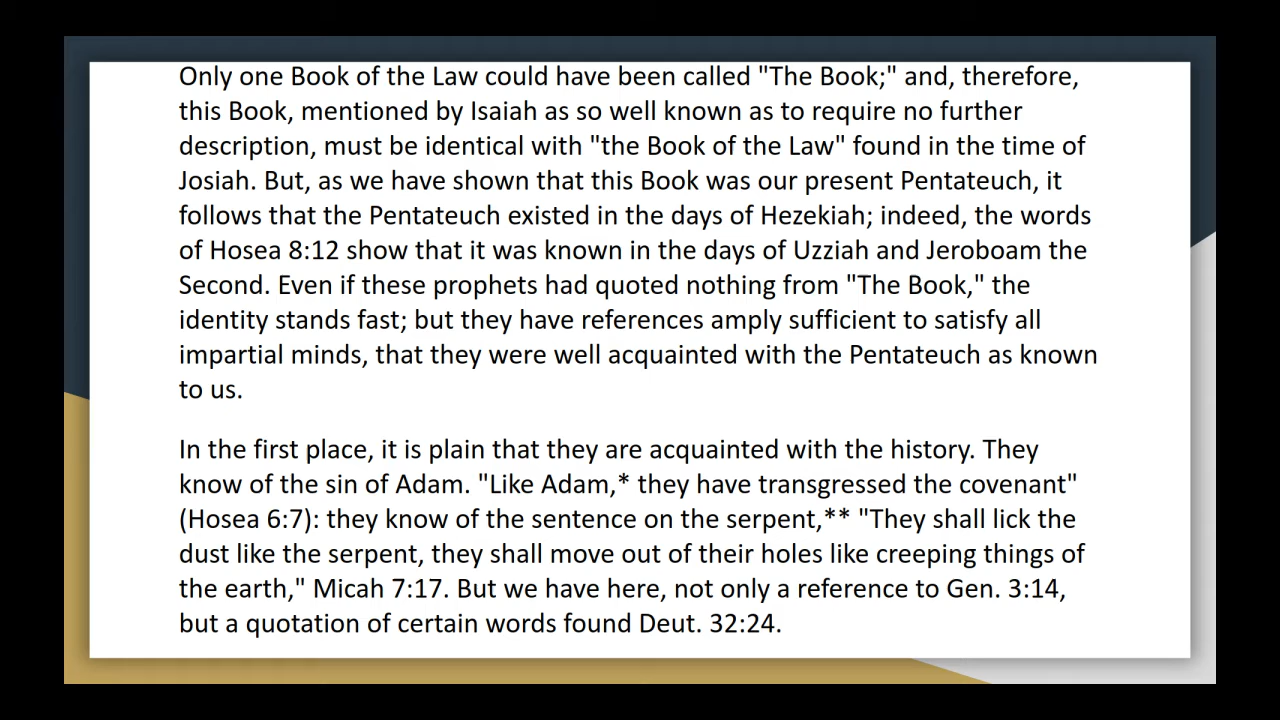 Only one Book of the Law could have been called "The Book;" and, therefore,
this Book, mentioned by Isaiah as so well known as to require no further
description, must be identical with "the Book of the Law" found in the time of
Josiah. But, as we have shown that this Book was our present Pentateuch, it
follows that the Pentateuch existed in the days of Hezekiah; indeed, the words
of Hosea 8:12 show that it was known in the days of Uzziah and Jeroboam the
Second. Even if these prophets had quoted nothing from "The Book," the
identity stands fast; but they have references amply sufficient to satisfy all
impartial minds, that they were well acquainted with the Pentateuch as known
to us.
In the first place, it is plain that they are acquainted with the history. They
know of the sin of Adam. "Like Adam,* they have transgressed the covenant"
(Hosea 6:7): they know of the sentence on the serpent,** "They shall lick the
dust like the serpent, they shall move out of their holes like creeping things of
the earth," Micah 7:17. But we have here, not only a reference to Gen. 3:14,
but a quotation of certain words found Deut. 32:24.